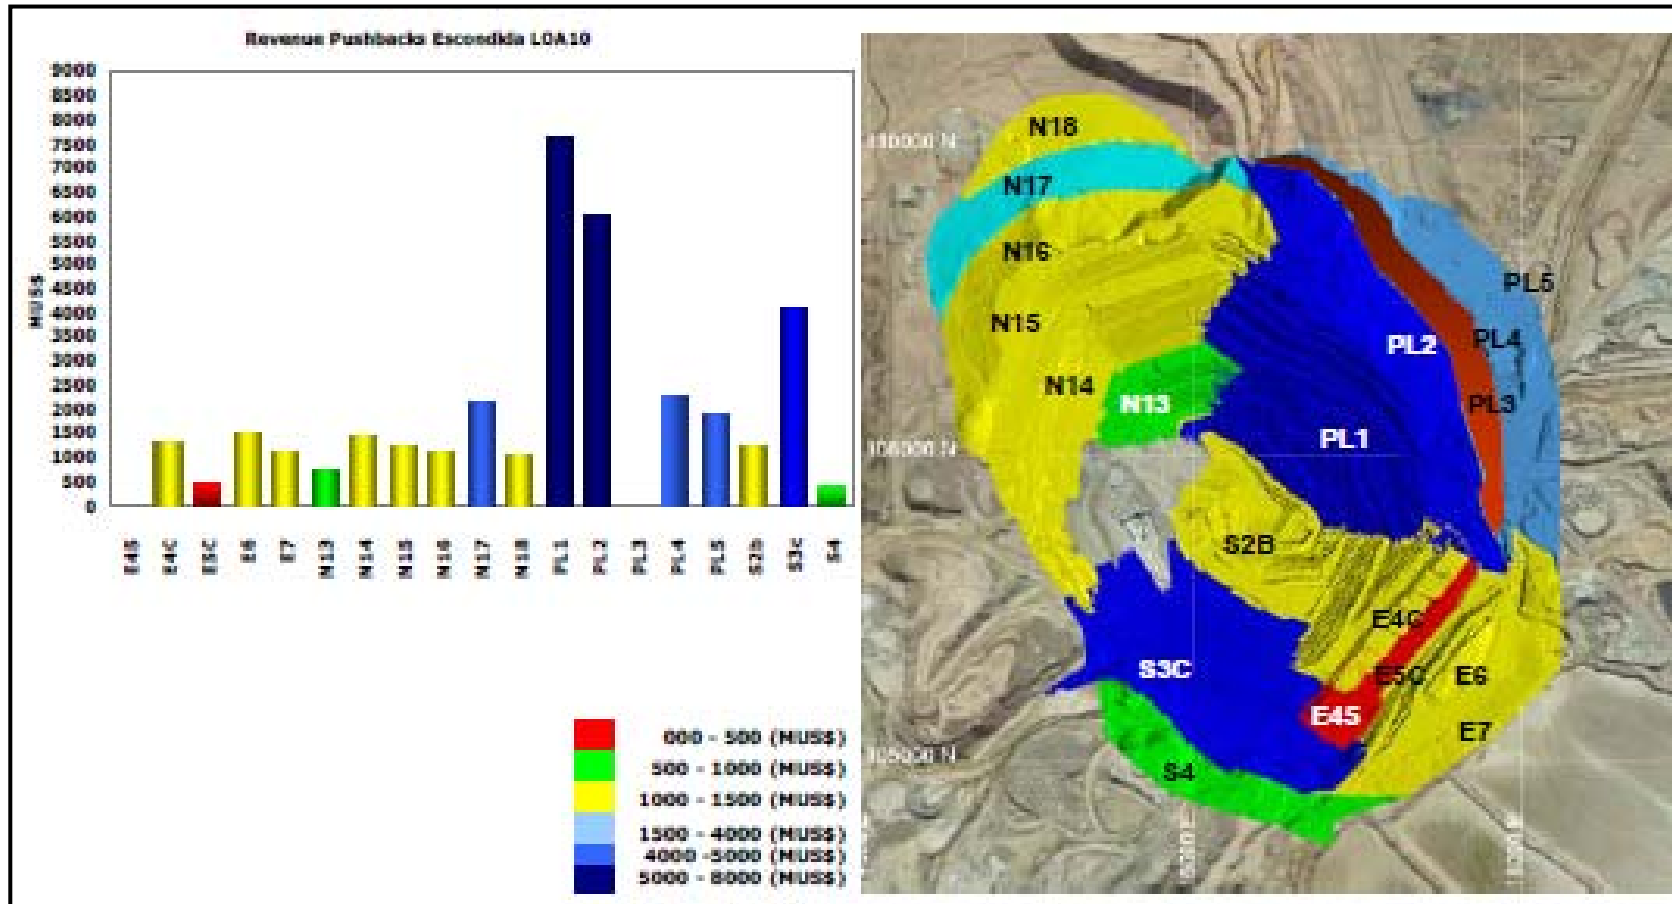 Revenue Pushbacks Escondida LOA10
9000
8500
8000
7500
7000
6500
6000
5500
5000
4500
4000
3500
3000
2500
2000
1500
1000
500
0
MUS$
E45
E4C
E5C
E6
E7
N13
N14
N15
N16
N17
N18
PL1
PL2
PL3
PL4
PL5
S2b
S3c
S4
000 - 500 (MUS$)
500 - 1000 (MUS$)
1000 - 1500 (MUS$)
1500 - 4000 (MUS$)
4000 -5000 (MUS$)
5000 - 8000 (MUS$)
N18
N17
N16
PL5
N15
PL4
PL2
N14
N13
PL3
PL1
S2B
E4C
S3C
E5C
E6
E45
E7
S4